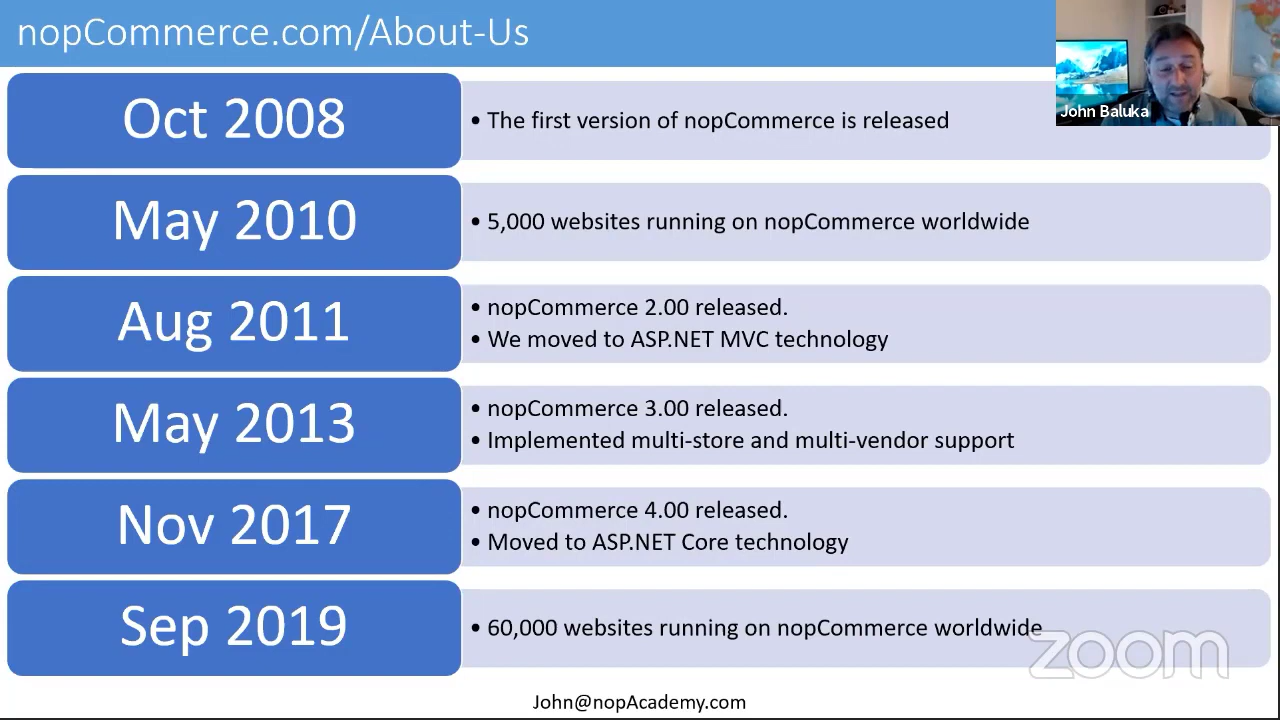 nopCommerce.com/About-Us
John Baluka
Oct 2008
• The first version of nopCommerce is released
May 2010
• 5,000 websites running on nopCommerce worldwide
Aug 2011
• nopCommerce 2.00 released.
• We moved to ASP.NET MVC technology
May 2013
• nopCommerce 3.00 released.
• Implemented multi-store and multi-vendor support
Nov 2017
• nopCommerce 4.00 released.
• Moved to ASP.NET Core technology
Sep 2019
• 60,000 websites running on nopCommerce worldwide
zoom
John@nopAcademy.com